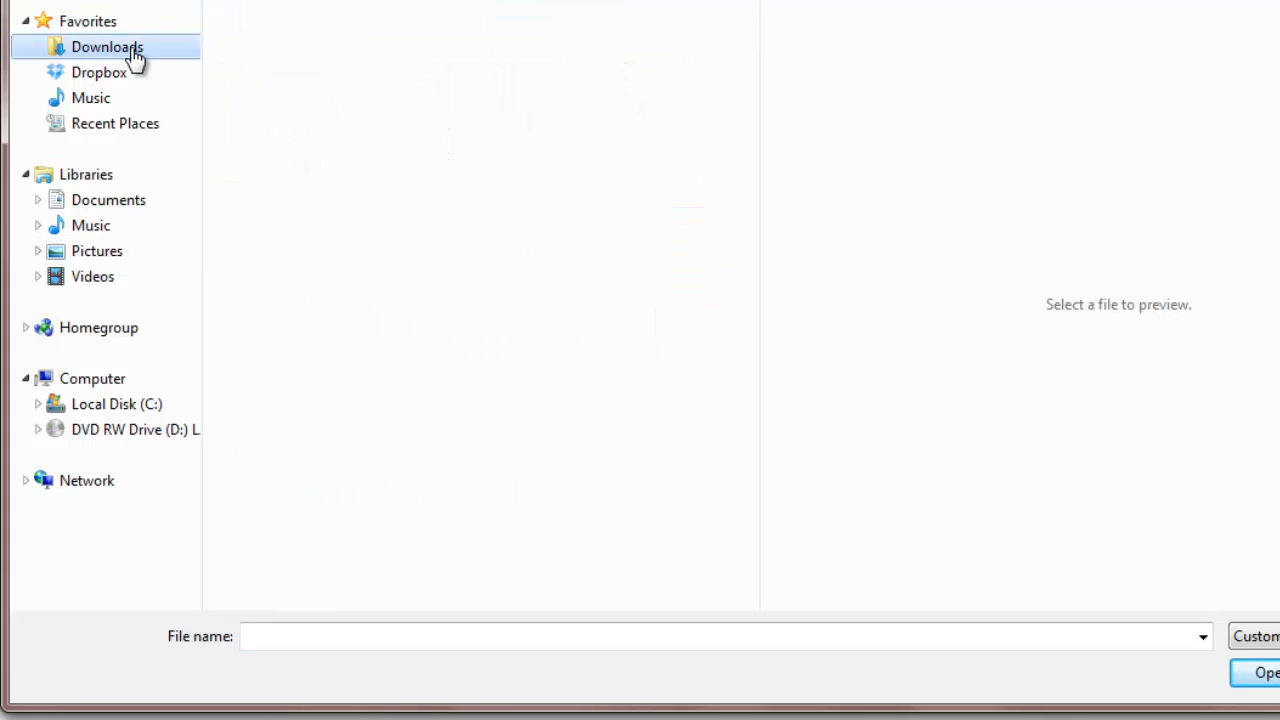 Favorites
Downloads
Dropbox
Music
Recent Places
Libraries
Documents
Music
Pictures
Videos
Homegroup
Computer
Local Disk (C:)
DVD RW Drive (D:) L
Network
Select a file to preview.
File name:
Custom
Ope